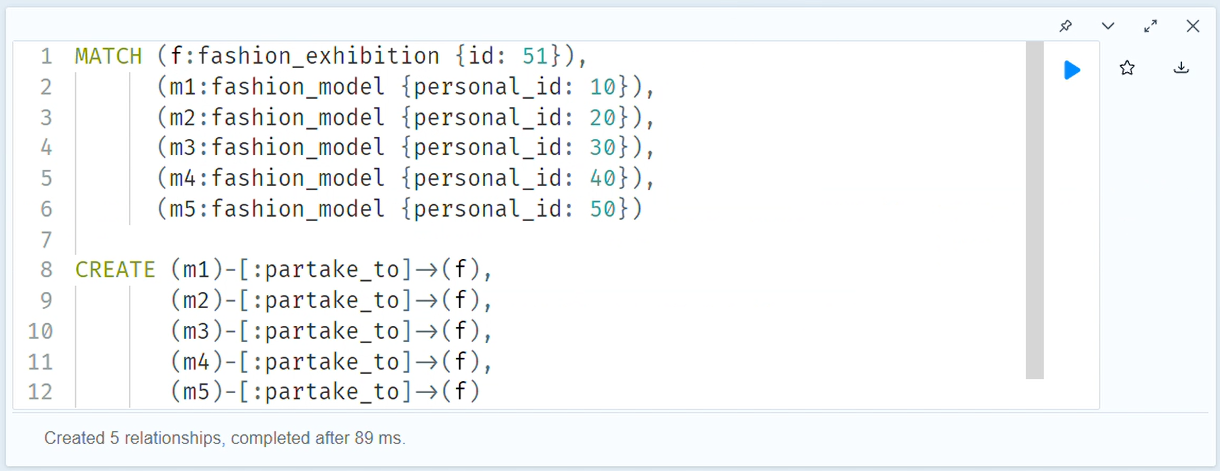 1 MATCH (f:fashion_exhibition {id: 51}),
2 (m1:fashion_model {personal_id: 10}),
3 (m2:fashion_model {personal_id: 20}),
4 (m3:fashion_model {personal_id: 30}),
5 (m4:fashion_model {personal_id: 40}),
6 (m5:fashion_model {personal_id: 50})
7
8 CREATE (m1)-[:partake_to]->(f),
9 (m2)-[:partake_to]->(f),
10 (m3)-[:partake_to]->(f),
11 (m4)-[:partake_to]->(f),
12 (m5)-[:partake_to]->(f)
Created 5 relationships, completed after 89 ms.